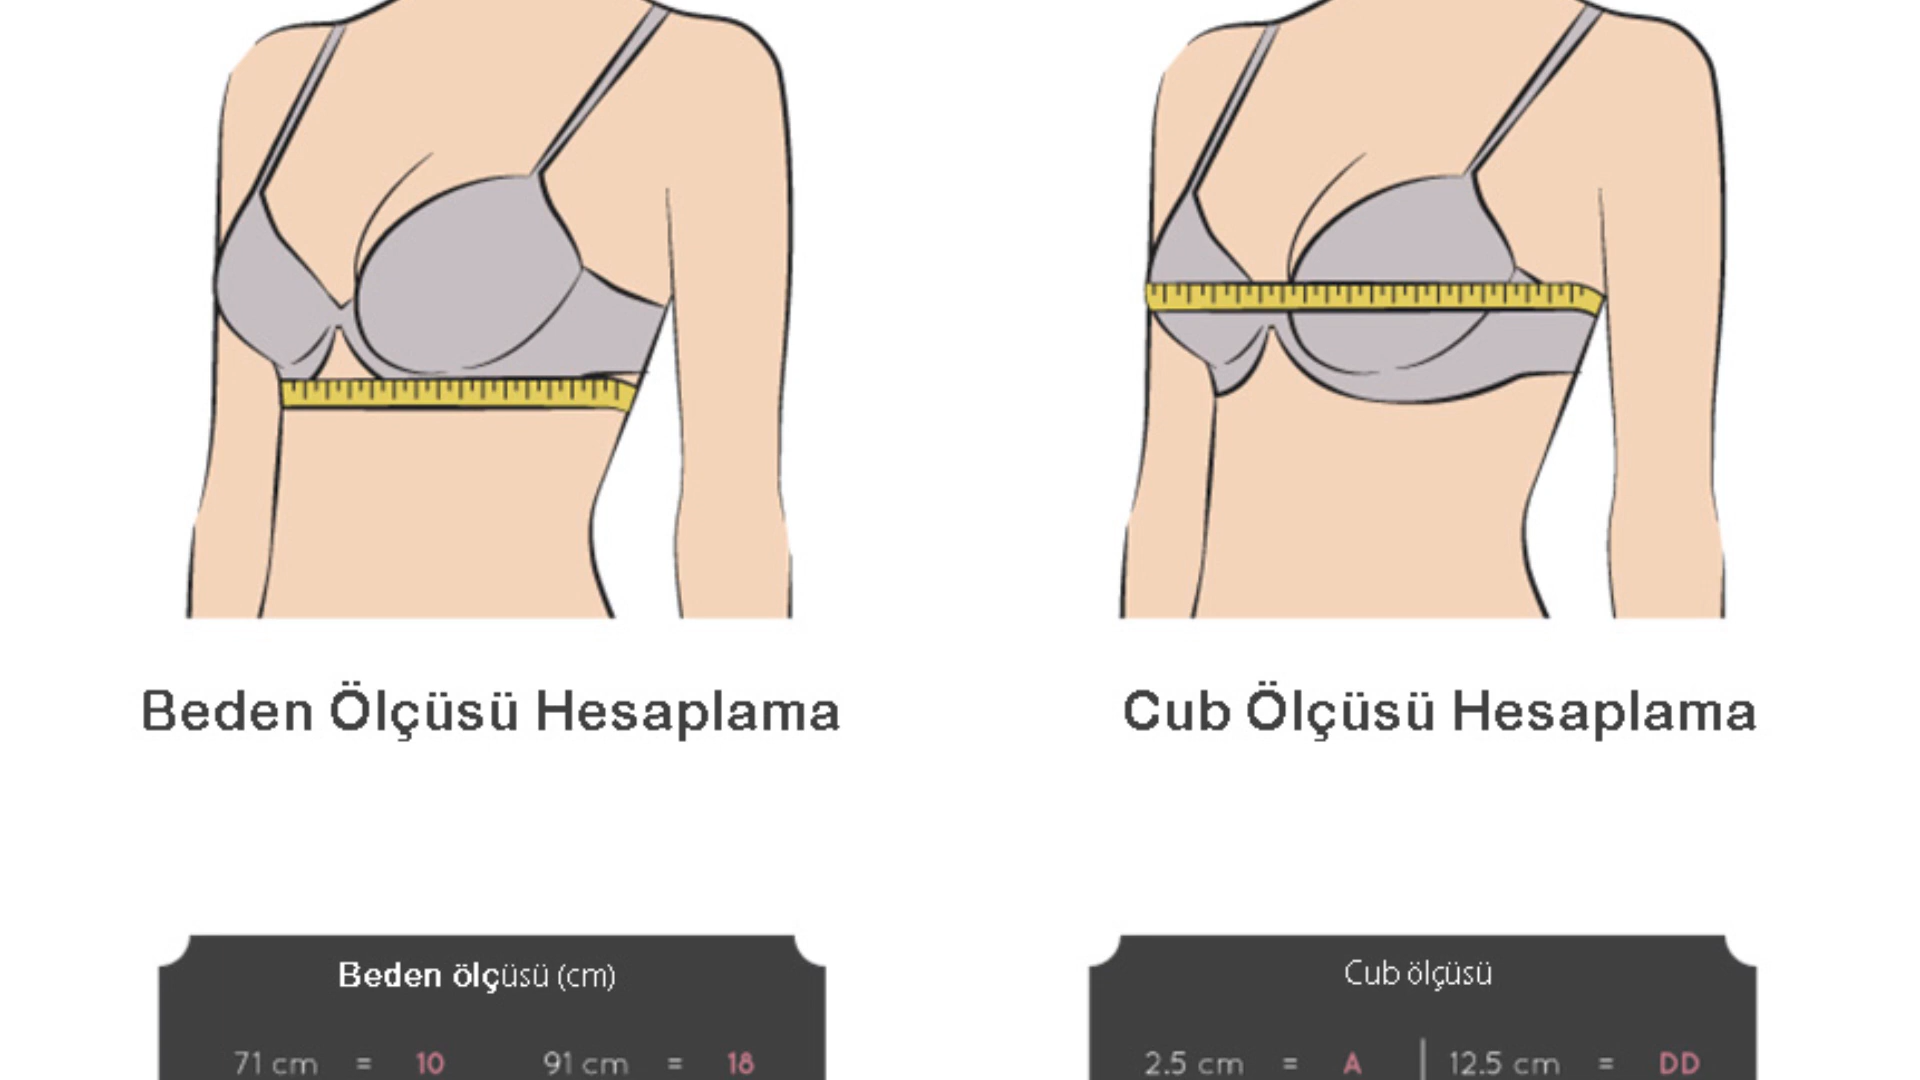 Beden Ölçüsü Hesaplama
Cub Ölçüsü Hesaplama
Beden ölçüsü (cm)
71 cm = 10 91 cm = 18
Cub ölçüsü
2.5 cm = A | 12.5 cm = DD